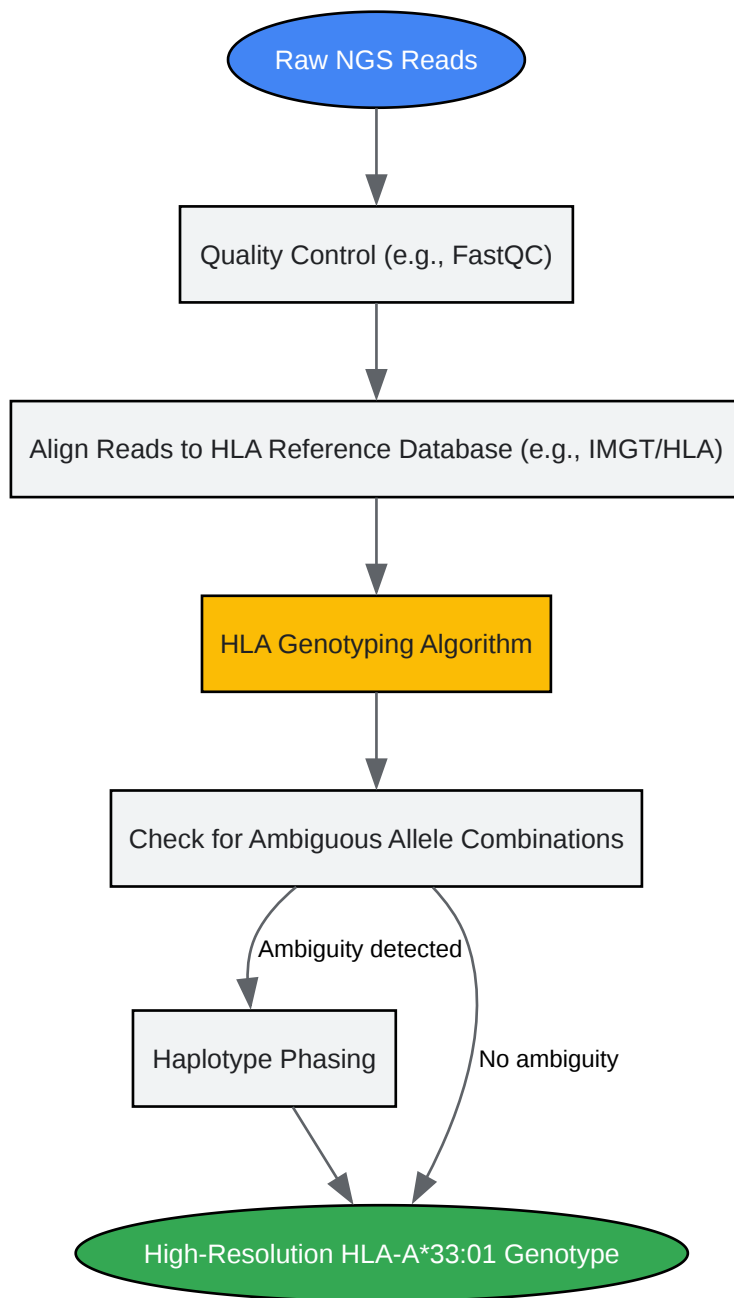 Raw NGS Reads
Quality Control (e.g., FastQC)
Align Reads to HLA Reference Database (e.g., IMGT/HLA)
HLA Genotyping Algorithm
Check for Ambiguous Allele Combinations
Ambiguity detected
Haplotype Phasing
No ambiguity
High-Resolution HLA-A*33:01 Genotype